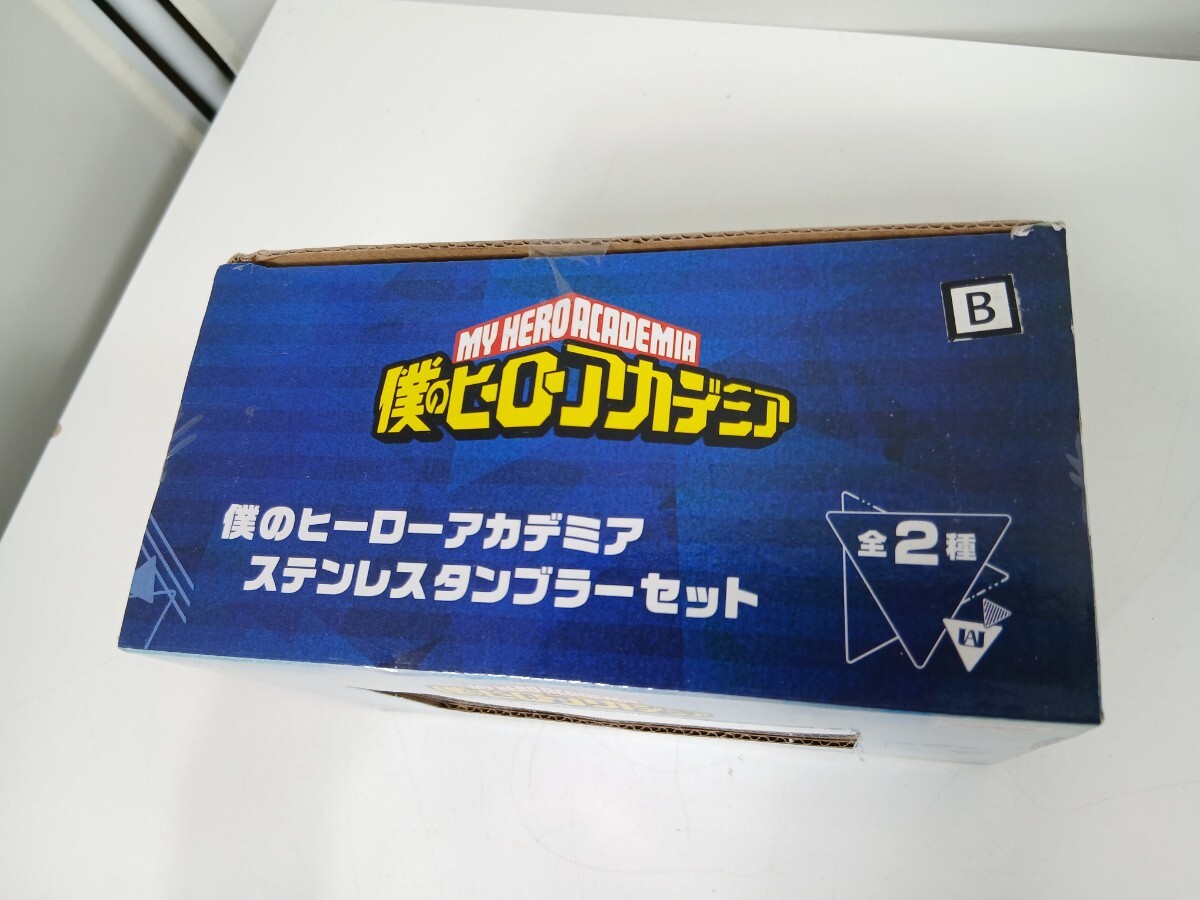 B
MY HERO ACADEMIA
僕のヒーローアカデミア
僕のヒーローアカデミア
ステンレスタンブラーセット
全2種
UA